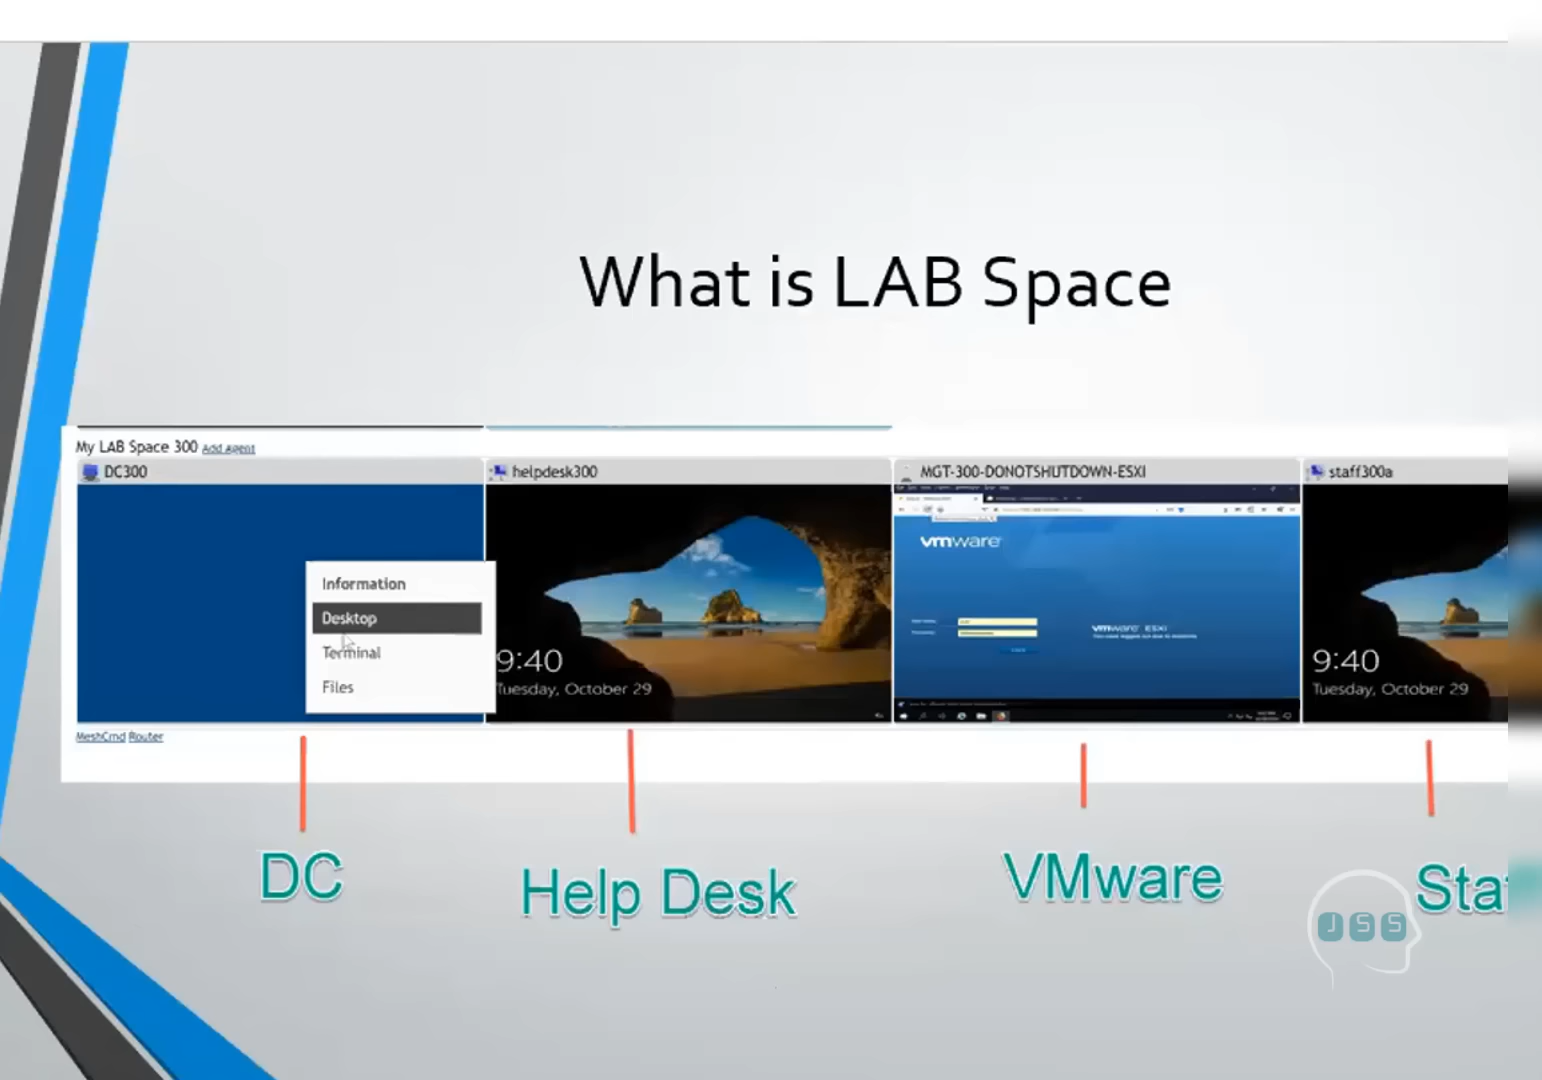 What is LAB Space
My LAB Space 300 Add Agent
DC300
helpdesk300
MGT-300-DONOTSHUTDOWN-ESXI
staff300a
vmware
Information
Desktop
Terminal
Files
9:40
Tuesday, October 29
vmware ESXi
9:40
Tuesday, October 29
MeshCmd Router
DC
Help Desk
VMware
Sta
JSS